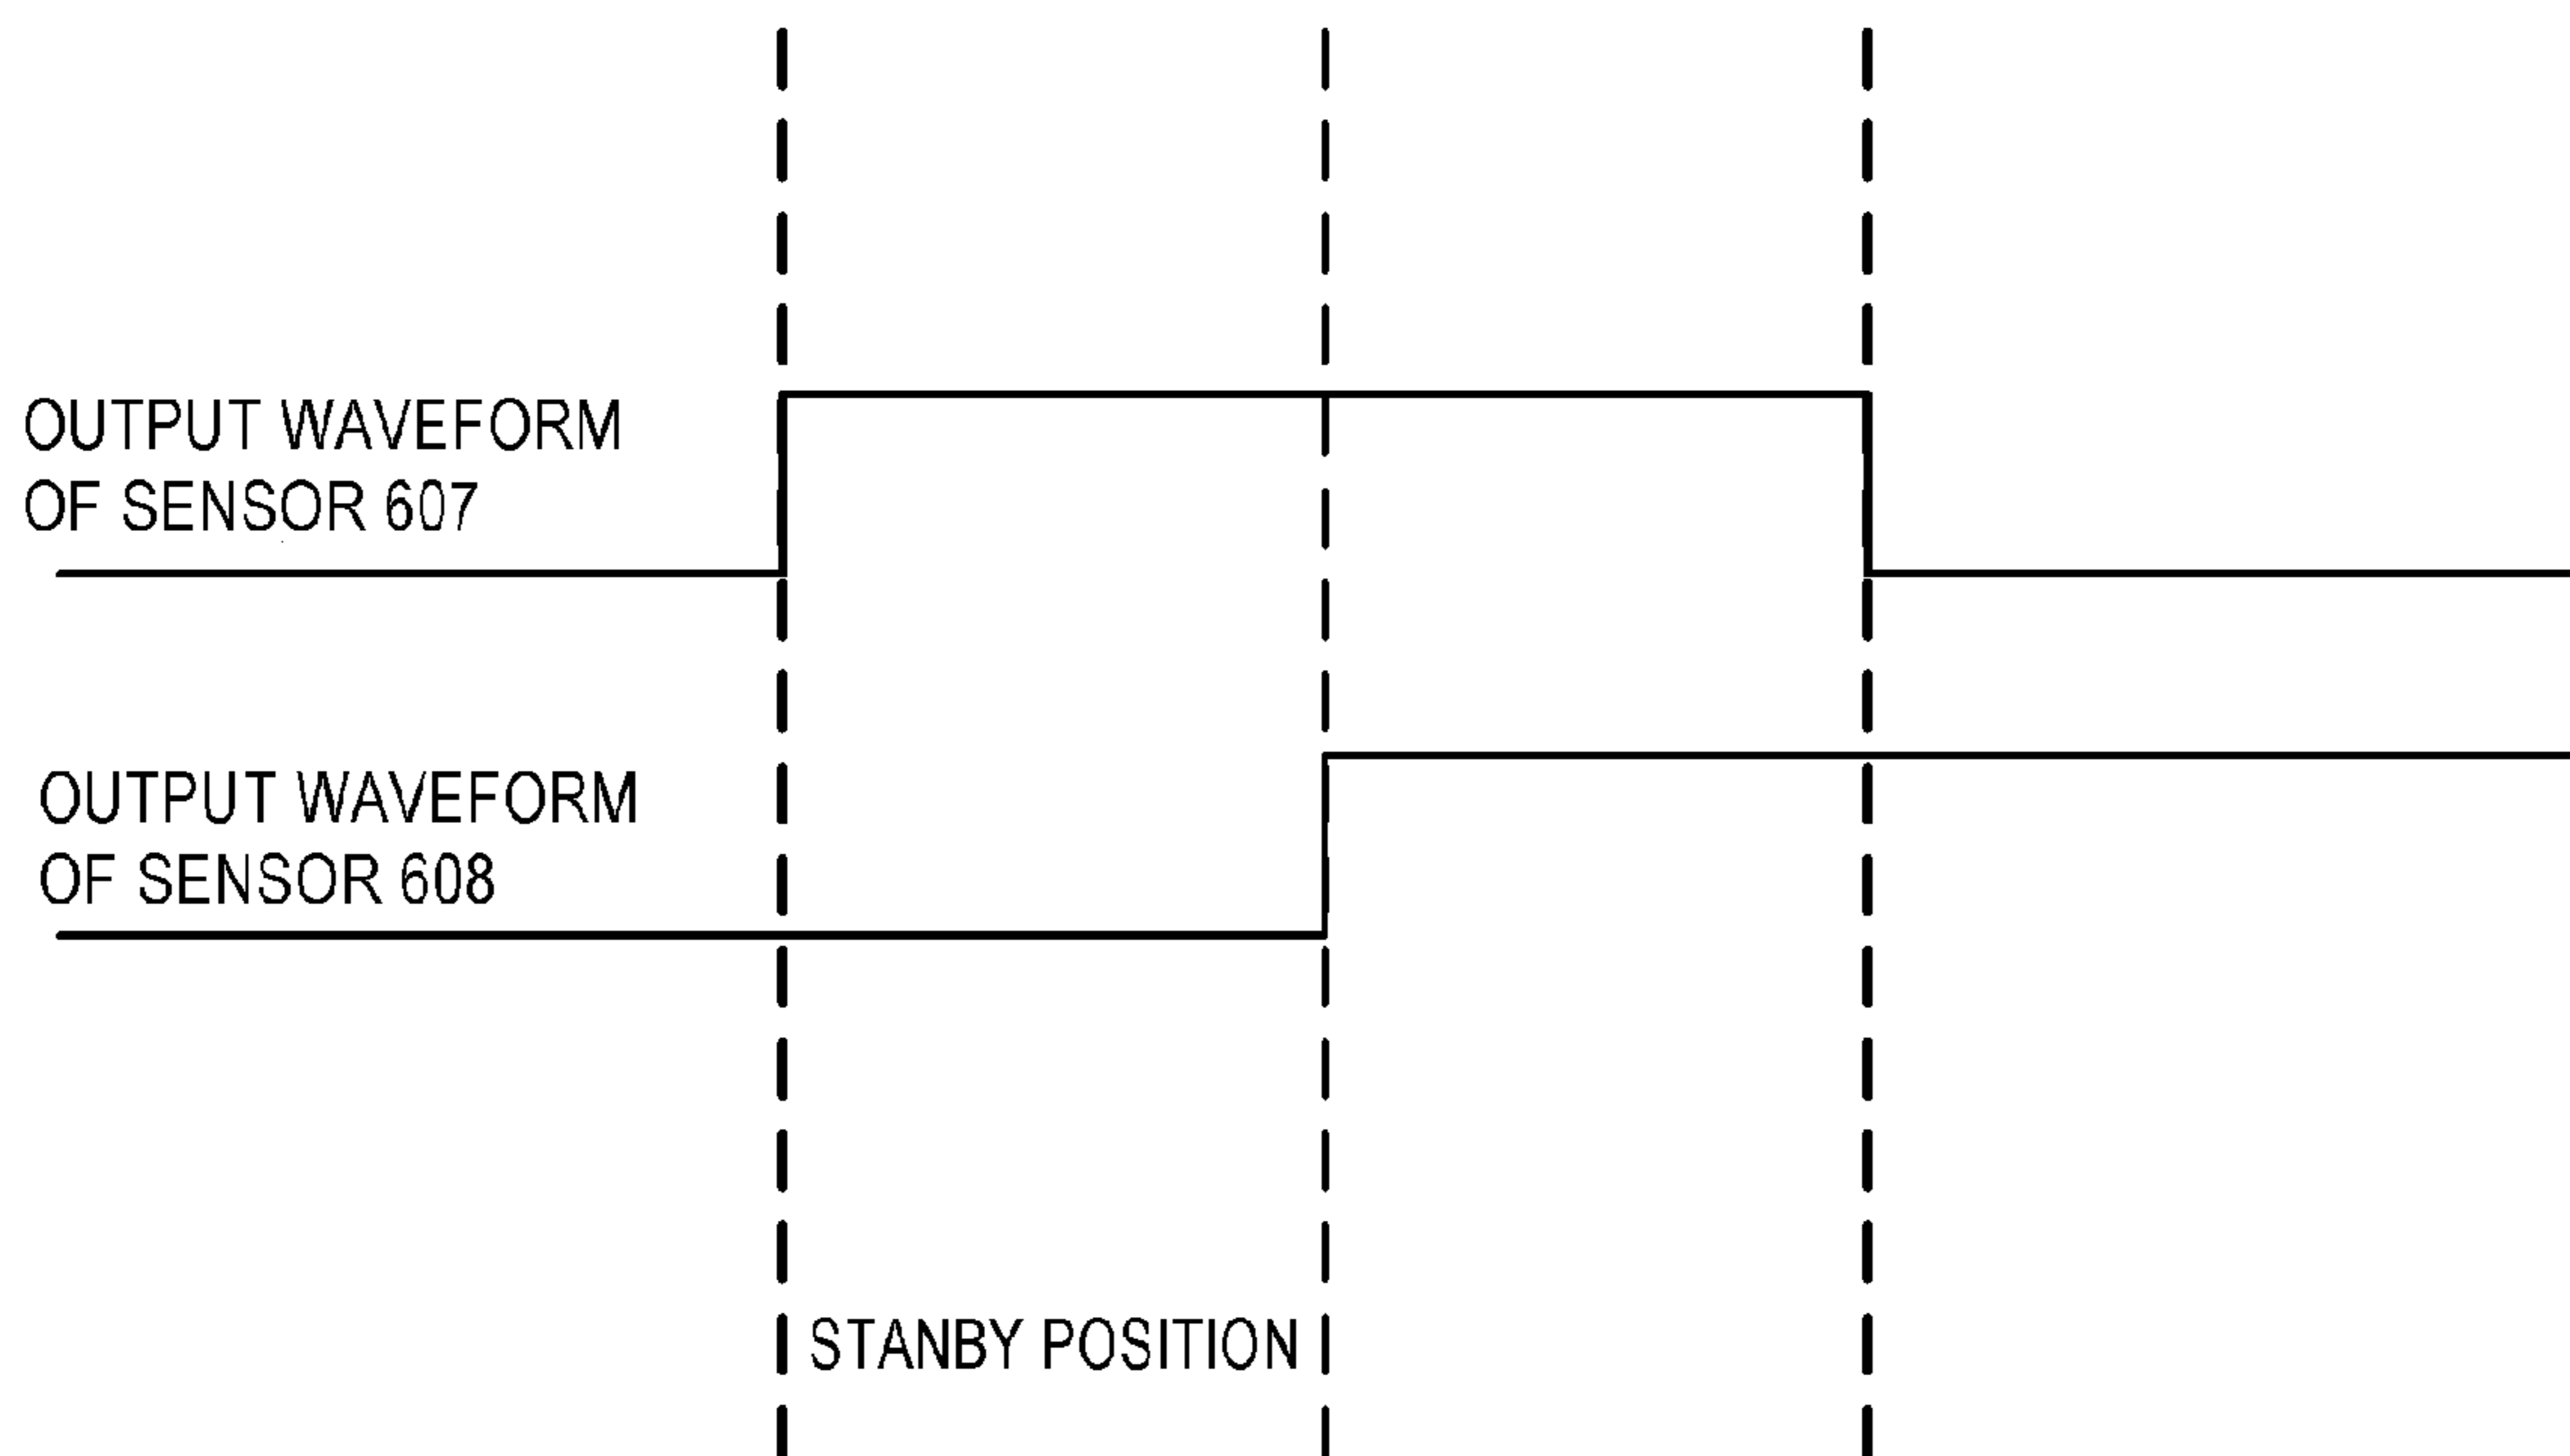 OUTPUT WAVEFORM
OF SENSOR 607
OUTPUT WAVEFORM
OF SENSOR 608
STANBY POSITION